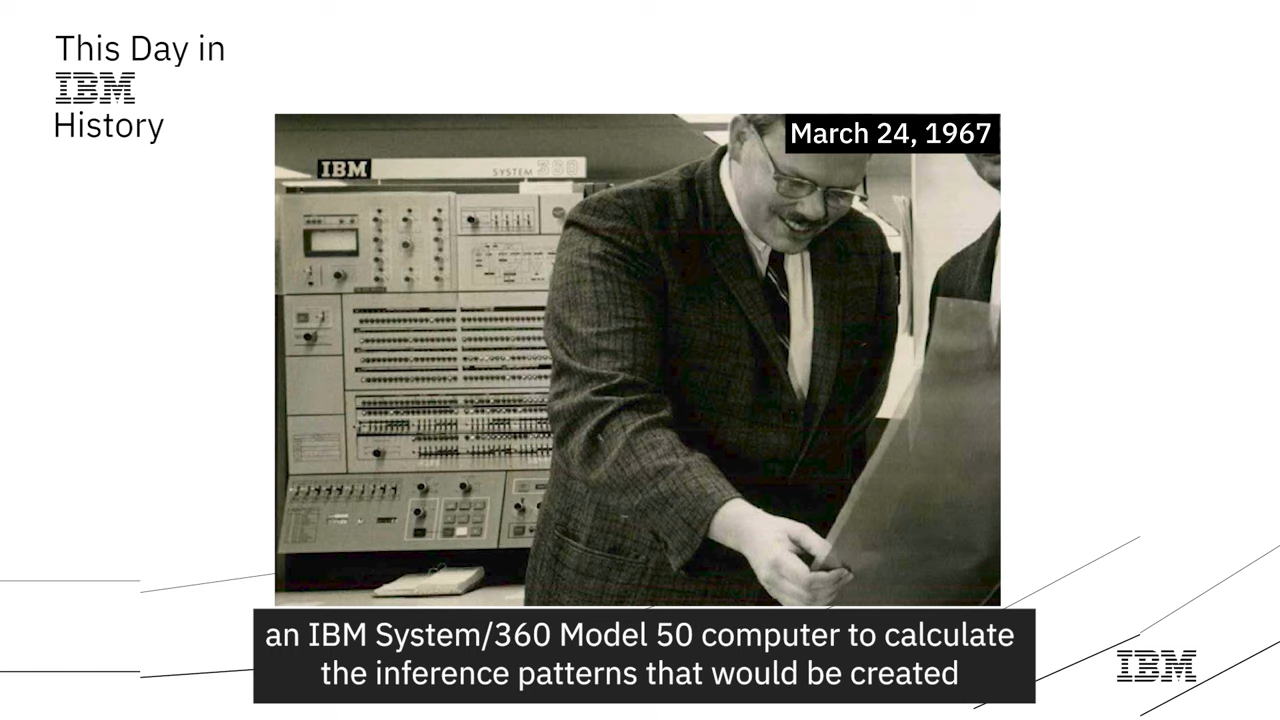 This Day in
IBM
History
March 24, 1967
IBM
SYSTEM 360
an IBM System/360 Model 50 computer to calculate
the inference patterns that would be created
IBM